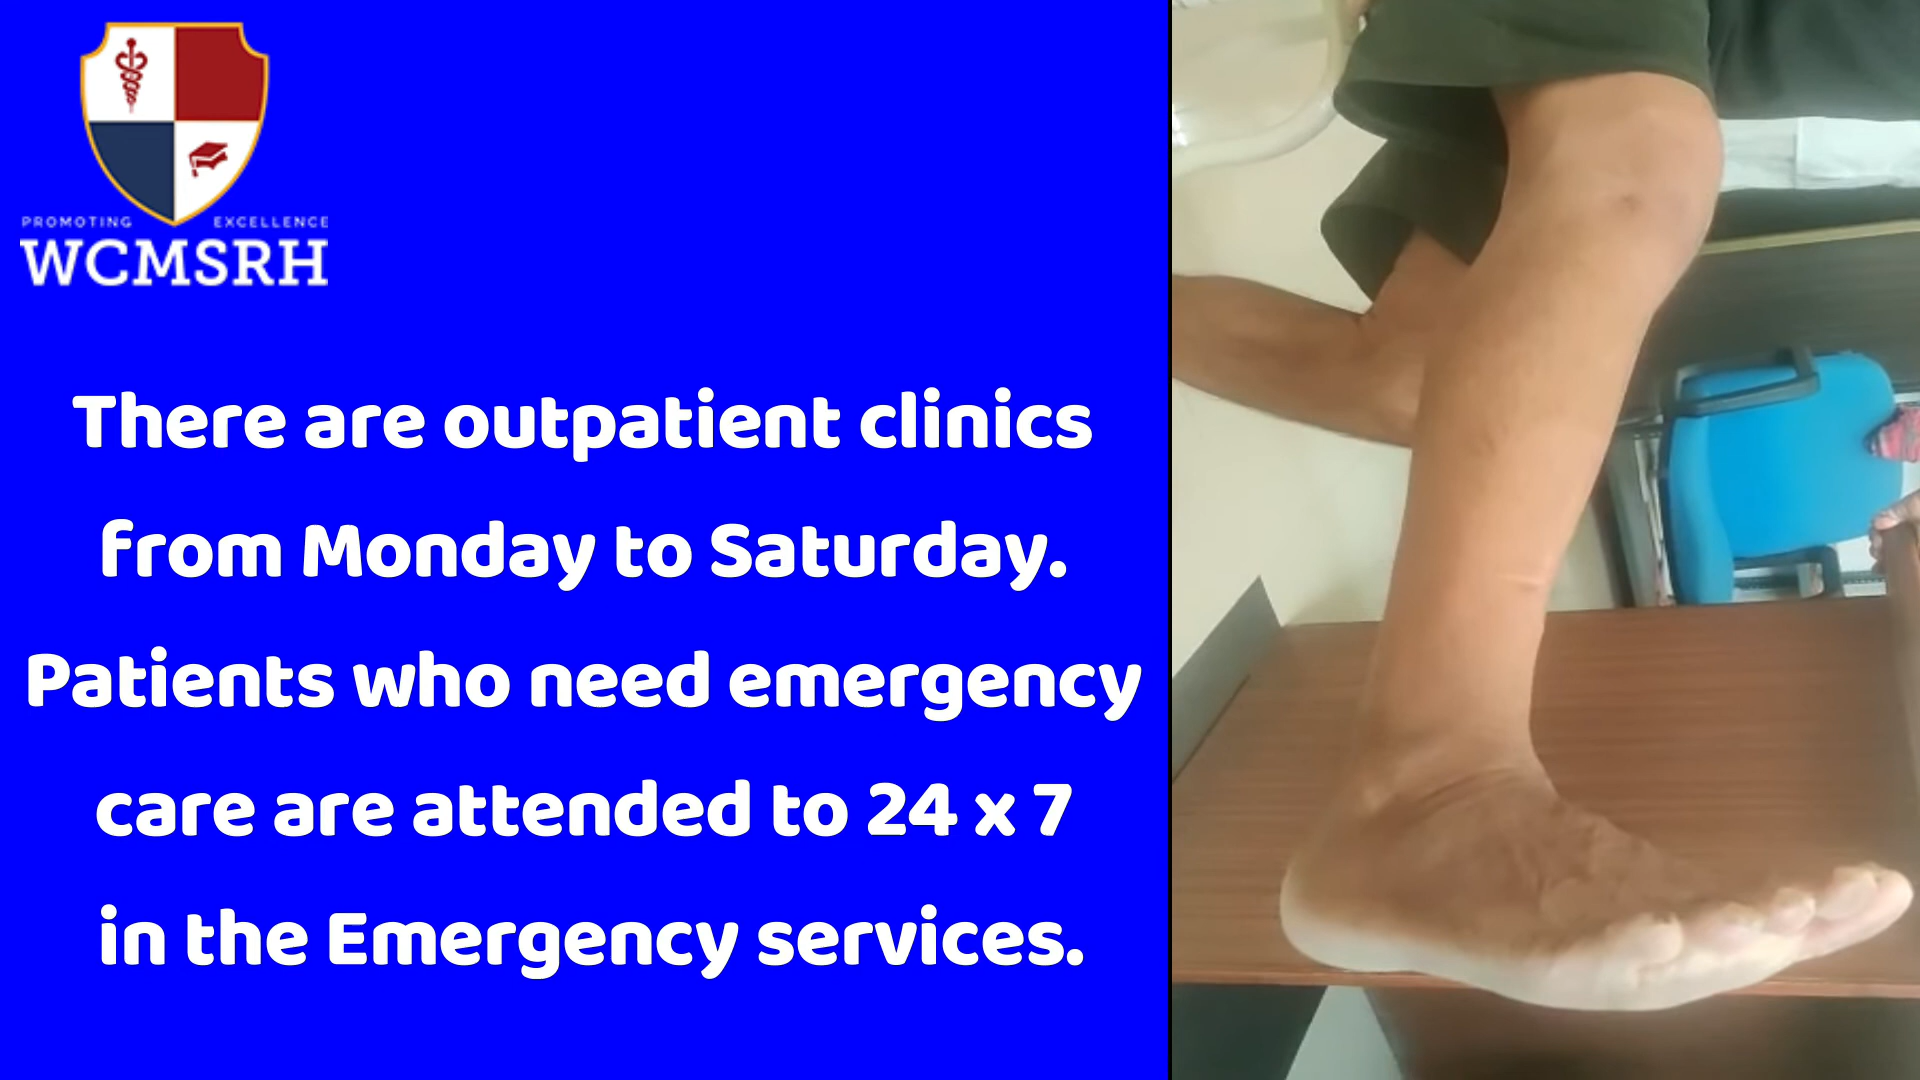 PROMOTING EXCELLENCE
WCMSRH
There are outpatient clinics
from Monday to Saturday.
Patients who need emergency
care are attended to 24 x 7
in the Emergency services.